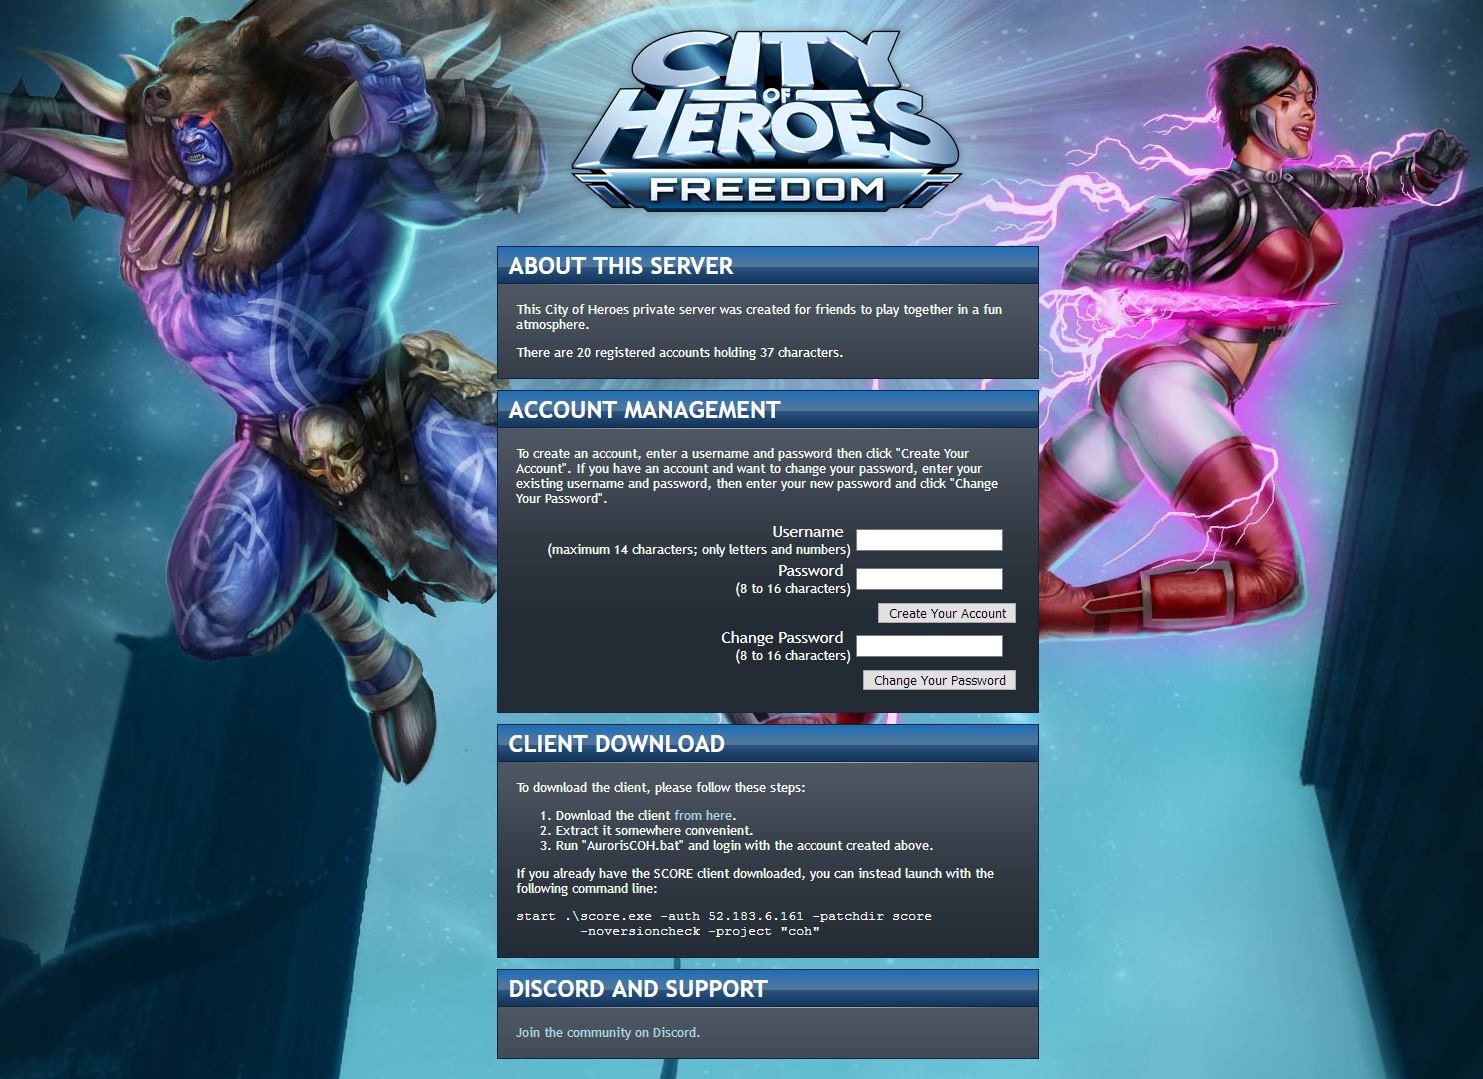 CITY
OF
HEROES
FREEDOM
ABOUT THIS SERVER
This City of Heroes private server was created for friends to play together in a fun
atmosphere.
There are 20 registered accounts holding 37 characters.
ACCOUNT MANAGEMENT
To create an account, enter a username and password then click "Create Your
Account". If you have an account and want to change your password, enter your
existing username and password, then enter your new password and click "Change
Your Password".
Username
(maximum 14 characters; only letters and numbers)
Password
(8 to 16 characters)
Create Your Account
Change Password
(8 to 16 characters)
Change Your Password
CLIENT DOWNLOAD
To download the client, please follow these steps:
1. Download the client from here.
2. Extract it somewhere convenient.
3. Run "AurorisCOH.bat" and login with the account created above.
If you already have the SCORE client downloaded, you can instead launch with the
following command line:
start .\score.exe -auth 52.183.6.161 -patchdir score
-noversioncheck -project "coh"
DISCORD AND SUPPORT
Join the community on Discord.